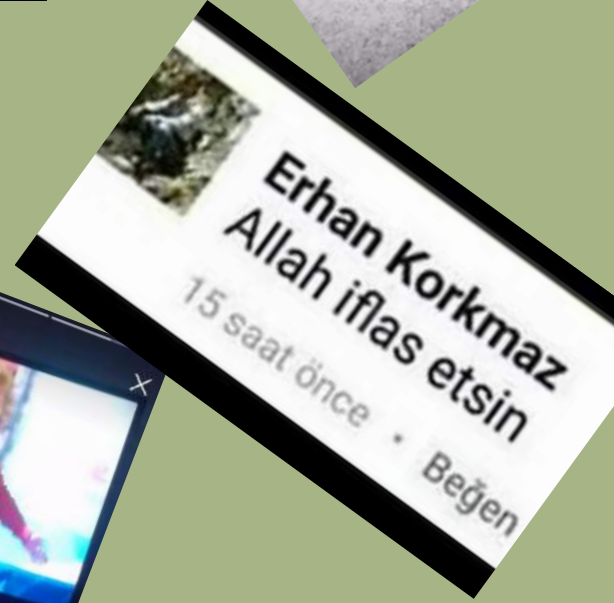 Erhan Korkmaz
Allah iflas etsin
15 saat önce • Beğen